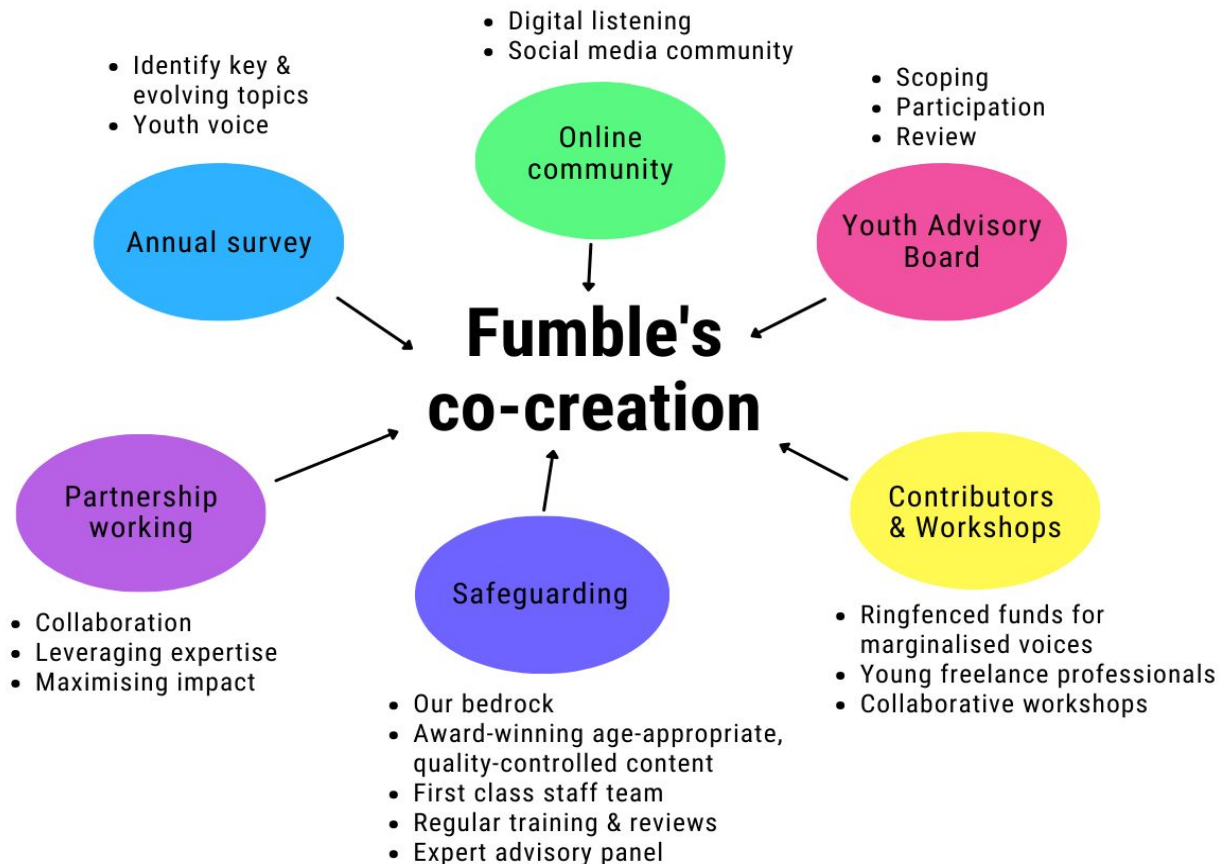 • Digital listening
• Social media community
Online
community
• Identify key &
evolving topics
• Youth voice
Annual survey
• Scoping
• Participation
• Review
Youth Advisory
Board
Fumble's
co-creation
Partnership
working
• Collaboration
• Leveraging expertise
• Maximising impact
Safeguarding
• Our bedrock
• Award-winning age-appropriate,
quality-controlled content
• First class staff team
• Regular training & reviews
• Expert advisory panel
Contributors
& Workshops
• Ringfenced funds for
marginalised voices
• Young freelance professionals
• Collaborative workshops